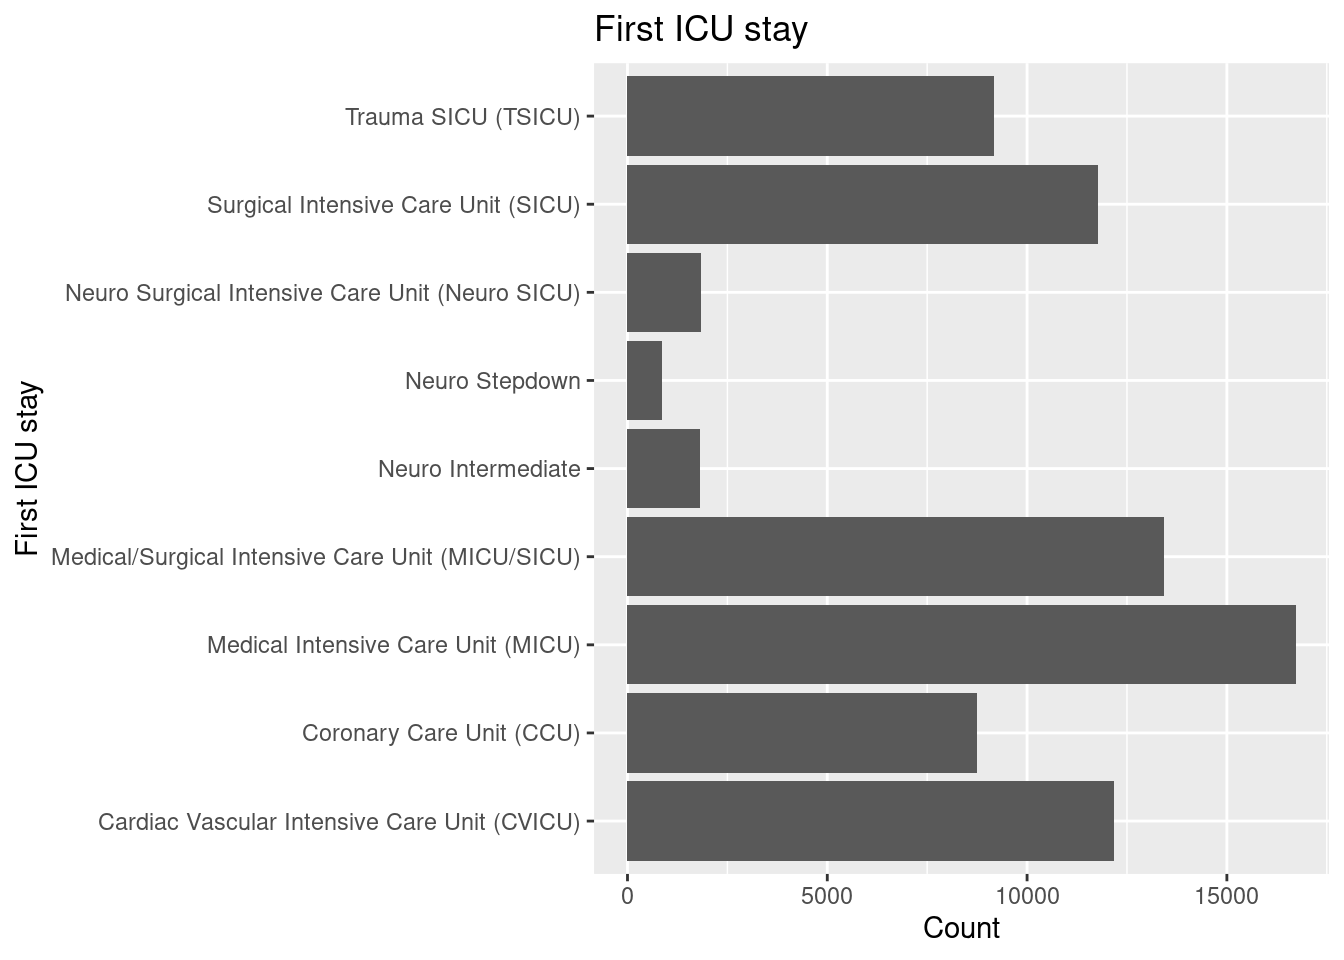 First ICU stay
Trauma SICU (TSICU)
Surgical Intensive Care Unit (SICU)
Neuro Surgical Intensive Care Unit (Neuro SICU)
Neuro Stepdown
Neuro Intermediate
Medical/Surgical Intensive Care Unit (MICU/SICU)
Medical Intensive Care Unit (MICU)
Coronary Care Unit (CCU)
Cardiac Vascular Intensive Care Unit (CVICU)
First ICU stay
0 5000 10000 15000
Count